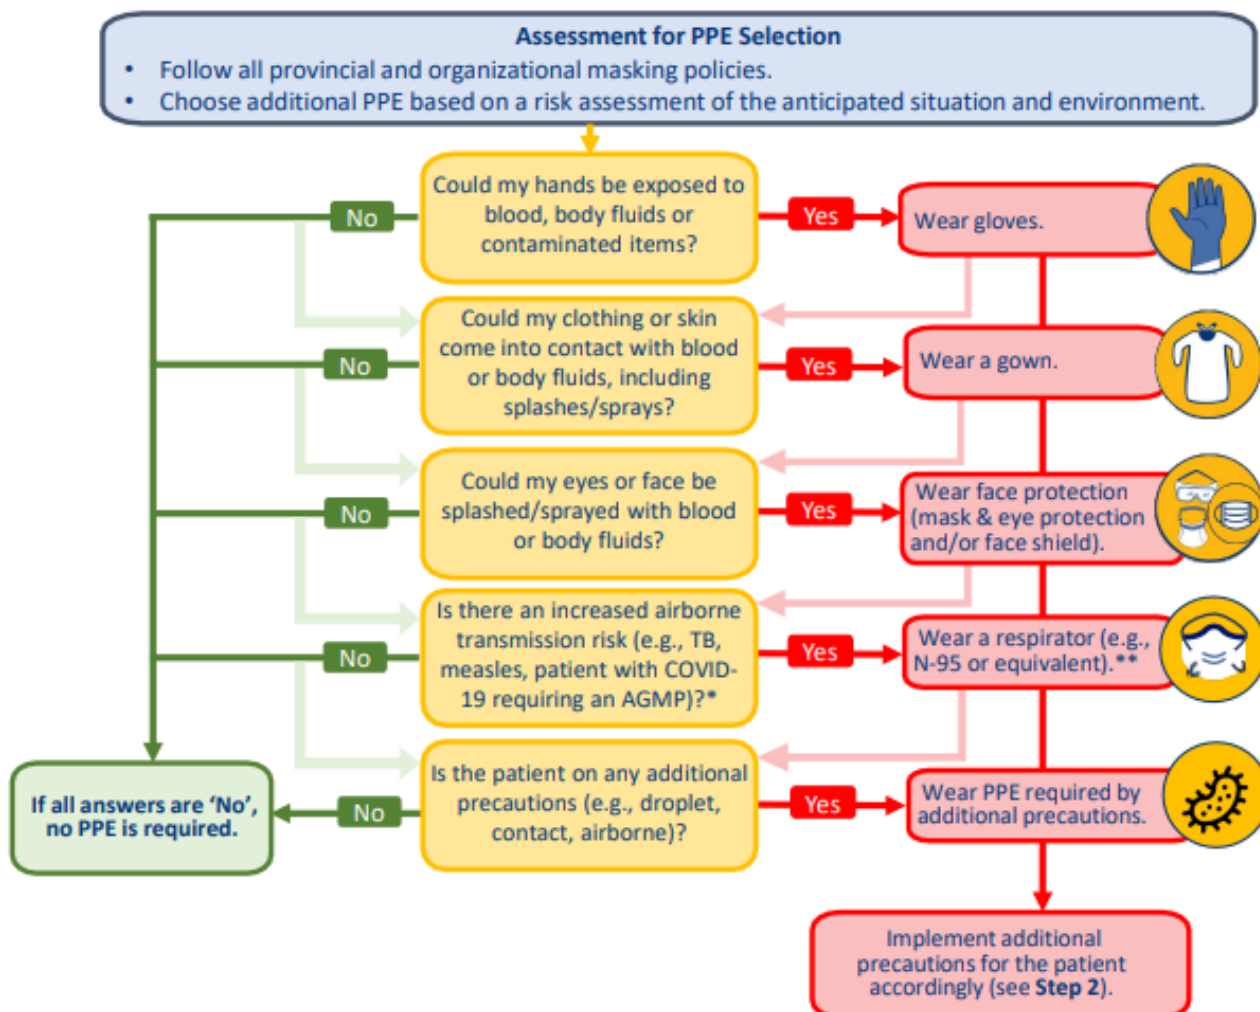 Assessment for PPE Selection
• Follow all provincial and organizational masking policies.
• Choose additional PPE based on a risk assessment of the anticipated situation and environment.
Could my hands be exposed to
blood, body fluids or
contaminated items?
No
Yes
Wear gloves.
Could my clothing or skin
come into contact with blood
or body fluids, including
splashes/sprays?
No
Yes
Wear a gown.
Could my eyes or face be
splashed/sprayed with blood
or body fluids?
No
Yes
Wear face protection
(mask & eye protection
and/or face shield).
Is there an increased airborne
transmission risk (e.g., TB,
measles, patient with COVID-
19 requiring an AGMP)?*
No
Yes
Wear a respirator (e.g.,
N-95 or equivalent).**
Is the patient on any additional
precautions (e.g., droplet,
contact, airborne)?
No
Yes
If all answers are ‘No’,
no PPE is required.
Wear PPE required by
additional precautions.
Implement additional
precautions for the patient
accordingly (see Step 2).